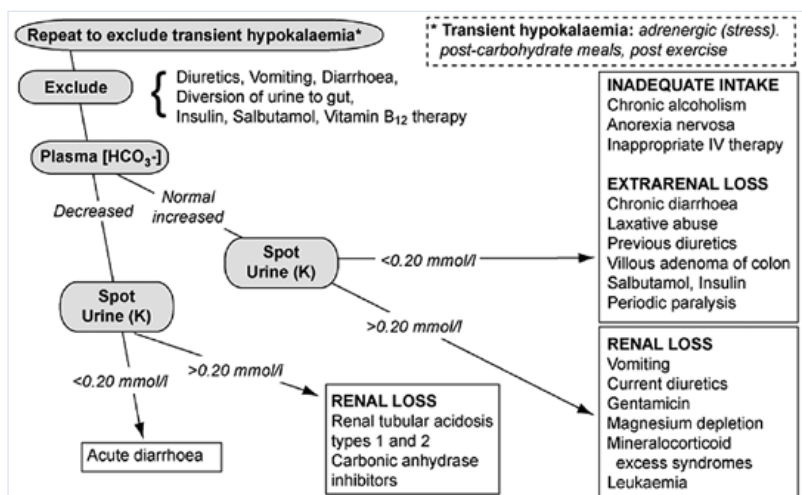 Repeat to exclude transient hypokalaemia*
* Transient hypokalaemia: adrenergic (stress).
post-carbohydrate meals, post exercise
Exclude
Diuretics, Vomiting, Diarrhoea,
Diversion of urine to gut,
Insulin, Salbutamol, Vitamin B12 therapy
Plasma [HCO3-]
Decreased
Normal
increased
Spot
Urine (K)
<0.20 mmol/l
>0.20 mmol/l
INADEQUATE INTAKE
Chronic alcoholism
Anorexia nervosa
Inappropriate IV therapy
EXTRARENAL LOSS
Chronic diarrhoea
Laxative abuse
Previous diuretics
Villous adenoma of colon
Salbutamol, Insulin
Periodic paralysis
RENAL LOSS
Vomiting
Current diuretics
Gentamicin
Magnesium depletion
Mineralocorticoid
excess syndromes
Leukaemia
Spot
Urine (K)
<0.20 mmol/l
>0.20 mmol/l
Acute diarrhoea
RENAL LOSS
Renal tubular acidosis
types 1 and 2
Carbonic anhydrase
inhibitors